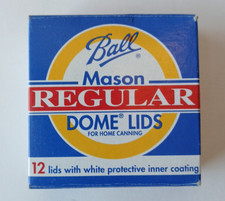 Ball
Mason
REGULAR
DOME® LIDS
FOR HOME CANNING
12 lids with white protective inner coating